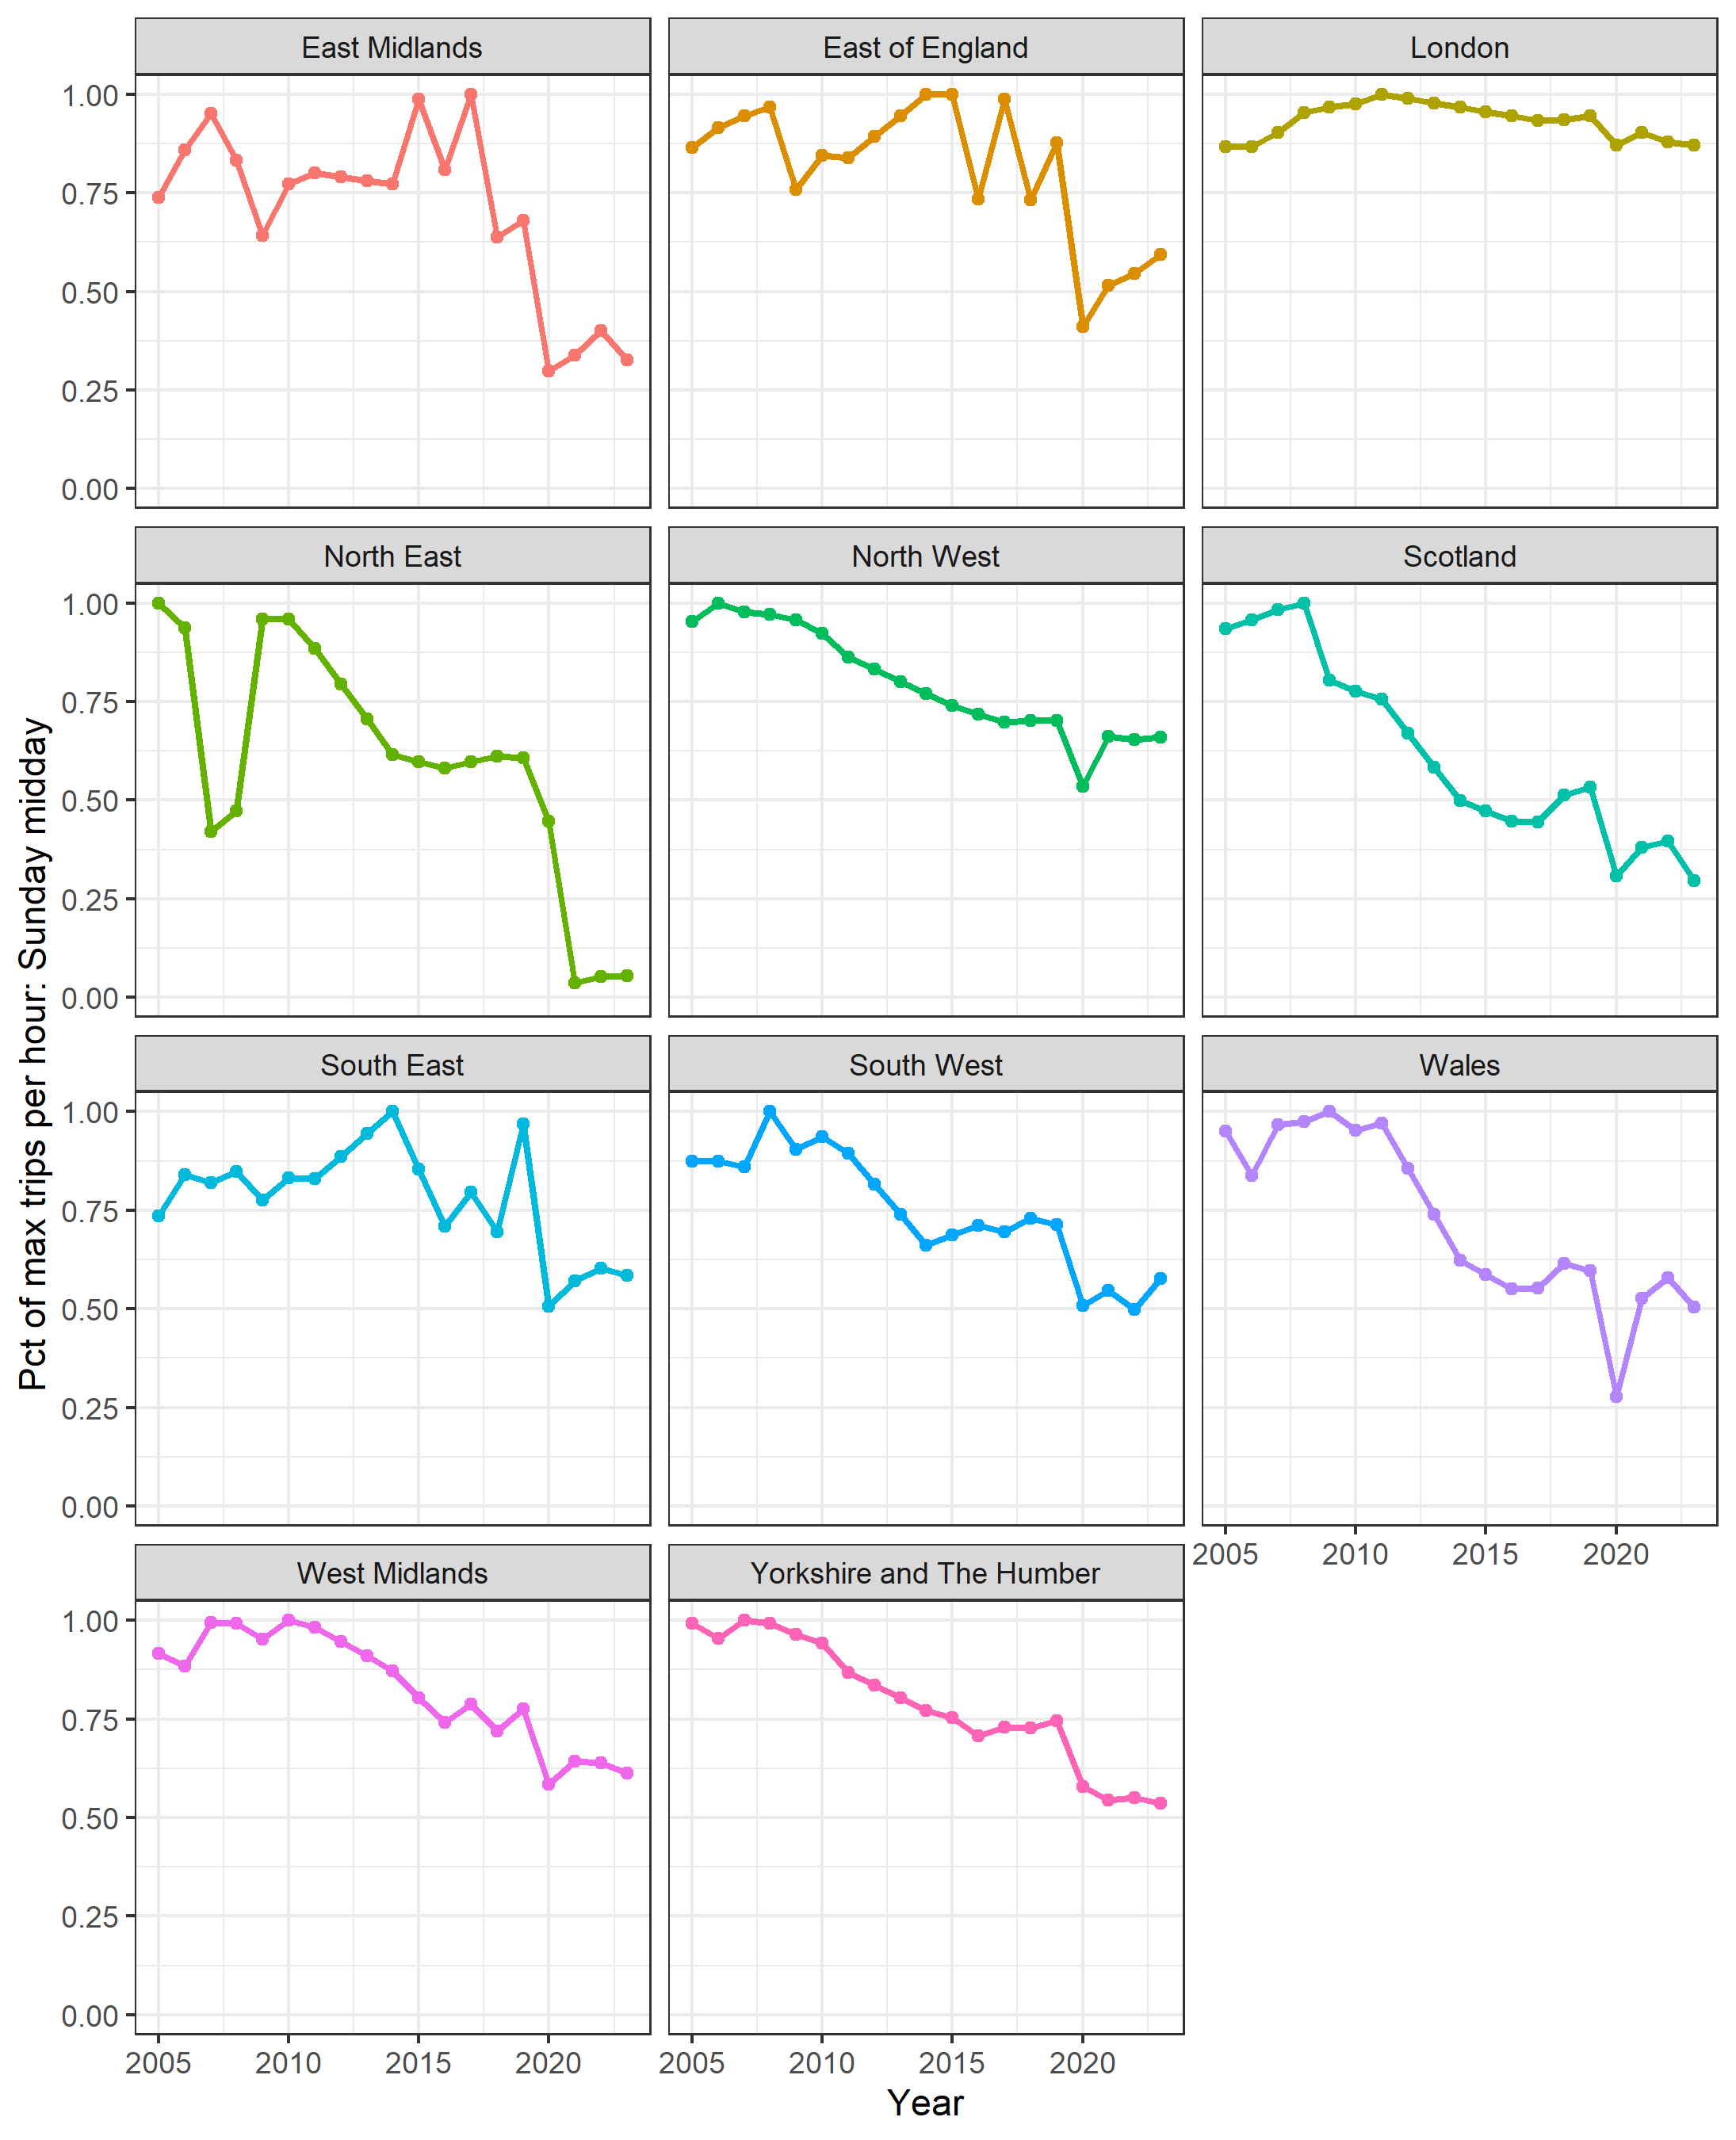 East Midlands
East of England
London
1.00
0.75
0.50
0.25
0.00
North East
North West
Scotland
1.00
0.75
0.50
0.25
0.00
South East
South West
Wales
1.00
0.75
0.50
0.25
0.00
2005 2010 2015 2020
West Midlands
Yorkshire and The Humber
1.00
0.75
0.50
0.25
0.00
2005 2010 2015 2020
2005 2010 2015 2020
Year
Pct of max trips per hour: Sunday midday